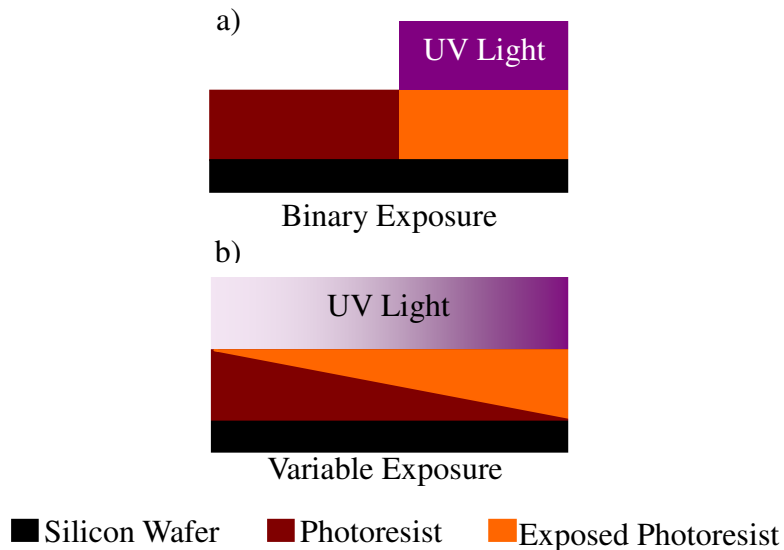 a)
UV Light
Binary Exposure
b)
UV Light
Variable Exposure
Silicon Wafer Photoresist Exposed Photoresist